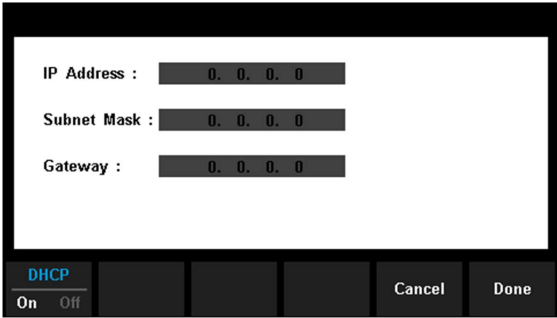 IP Address : 0. 0. 0. 0
Subnet Mask : 0. 0. 0. 0
Gateway : 0. 0. 0. 0
DHCP
On Off Cancel Done